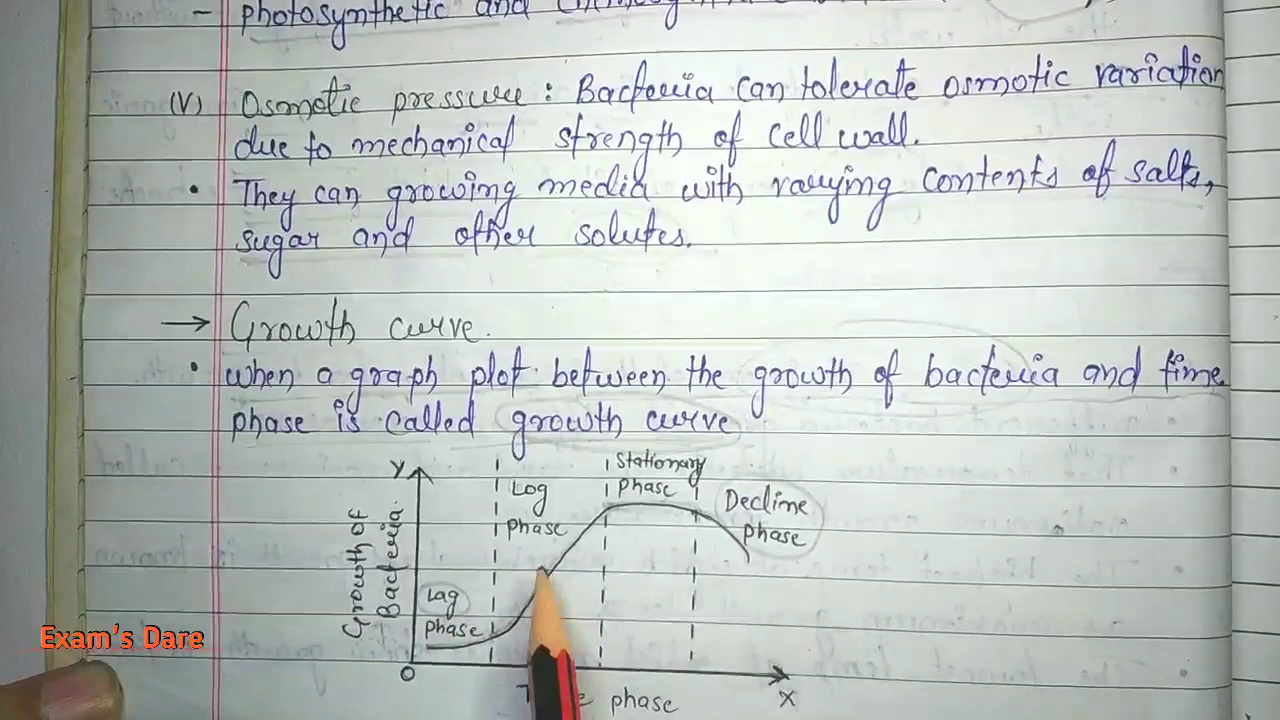 - photosynthetic and
(V) Osmotic pressure : Bacteria can tolerate osmotic variation
due to mechanical strength of cell wall.
• They can growing media with varying contents of salts,
sugar and other solutes.
→ Growth curve.
• when a graph plot between the growth of bacteria and time
phase is called growth curve
Y
Growth of
Bacteria
Lag
phase
Log
phase
Stationary
phase
Decline
phase
O
phase
X
Exam's Dare